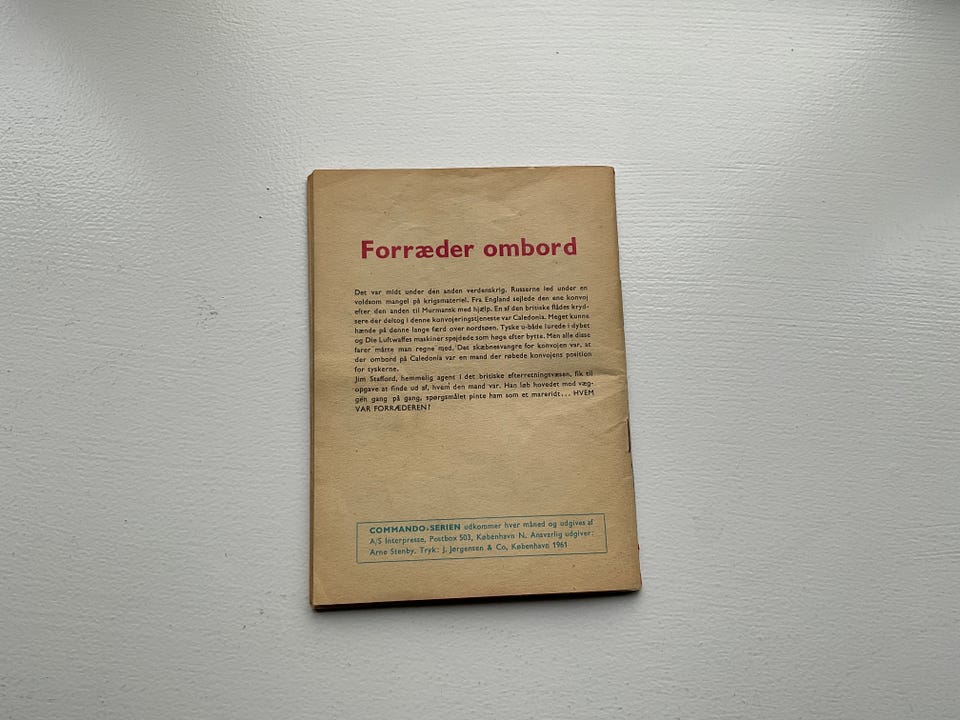 Forræder ombord
Det var midt under den anden verdenskrig. Russerne led under en
voldsom mangel på krigsmateriel. Fra England sejlede den ene konvoj
efter den anden til Murmansk med hjælp. En af den britiske flådes kryd-
sere der deltog i denne konvojeringstjeneste var Caledonia. Meget kunne
hænde på denne lange færd over nordsøen. Tyske u-både lurede i dybet
og Die Luftwaffes maskiner spejdede som høge efter bytte. Men alle disse
farer måtte man regne med. Det skæbnesvangre for konvojen var, at
der ombord på Caledonia var en mand der røbede konvojens position
for tyskerne.
Jim Stafford, hemmelig agent i det britiske efterretningsvæsen, fik til
opgave at finde ud af, hvem den mand var. Han løb hovedet mod væg-
gen gang på gang, spørgsmålet pinte ham som et mareridt... HVEM
VAR FORRÆDEREN?
COMMANDO-SERIEN udkommer hver måned og udgives af
A/S Interpresse, Postbox 503, København N. Ansvarlig udgiver:
Arne Stenby. Tryk: J. Jørgensen & Co, København 1961